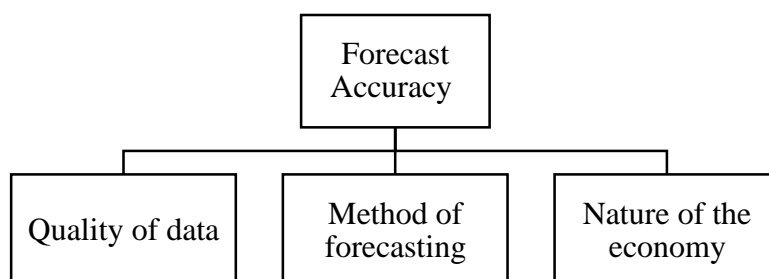 Forecast
Accuracy
Quality of data
Method of
forecasting
Nature of the
economy